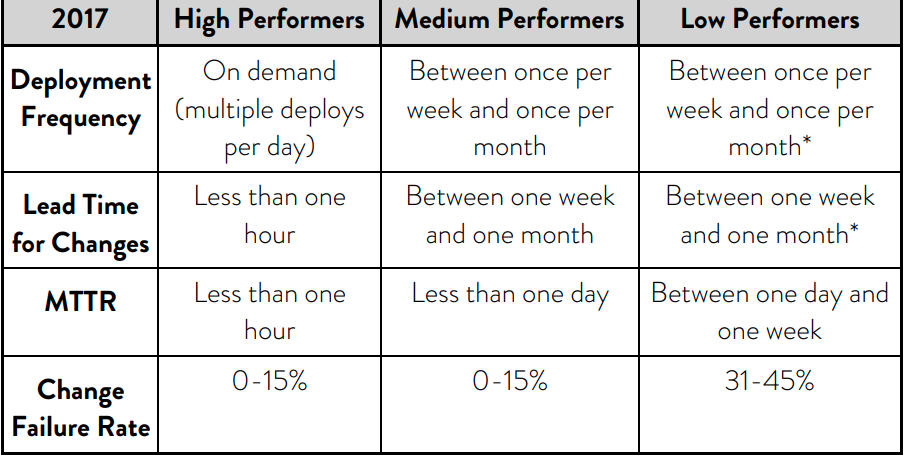 2017 High Performers Medium Performers Low Performers
Deployment Frequency On demand (multiple deploys per day) Between once per week and once per month Between once per week and once per month*
Lead Time for Changes Less than one hour Between one week and one month Between one week and one month*
MTTR Less than one hour Less than one day Between one day and one week
Change Failure Rate 0-15% 0-15% 31-45%